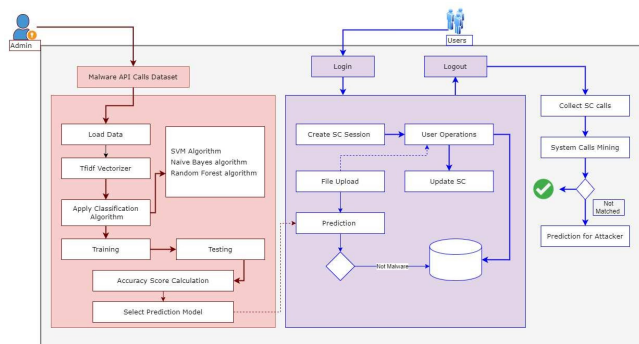 Admin
Users
Malware API Calls Dataset
Load Data
Tfidf Vectorizer
Apply Classification
Algorithm
SVM Algorithm
Naive Bayes algorithm
Random Forest algorithm
Training
Testing
Accuracy Score Calculation
Select Prediction Model
Login
Logout
Create SC Session
User Operations
File Upload
Update SC
Prediction
Not Malware
Collect SC calls
System Calls Mining
Not
Matched
Prediction for Attacker